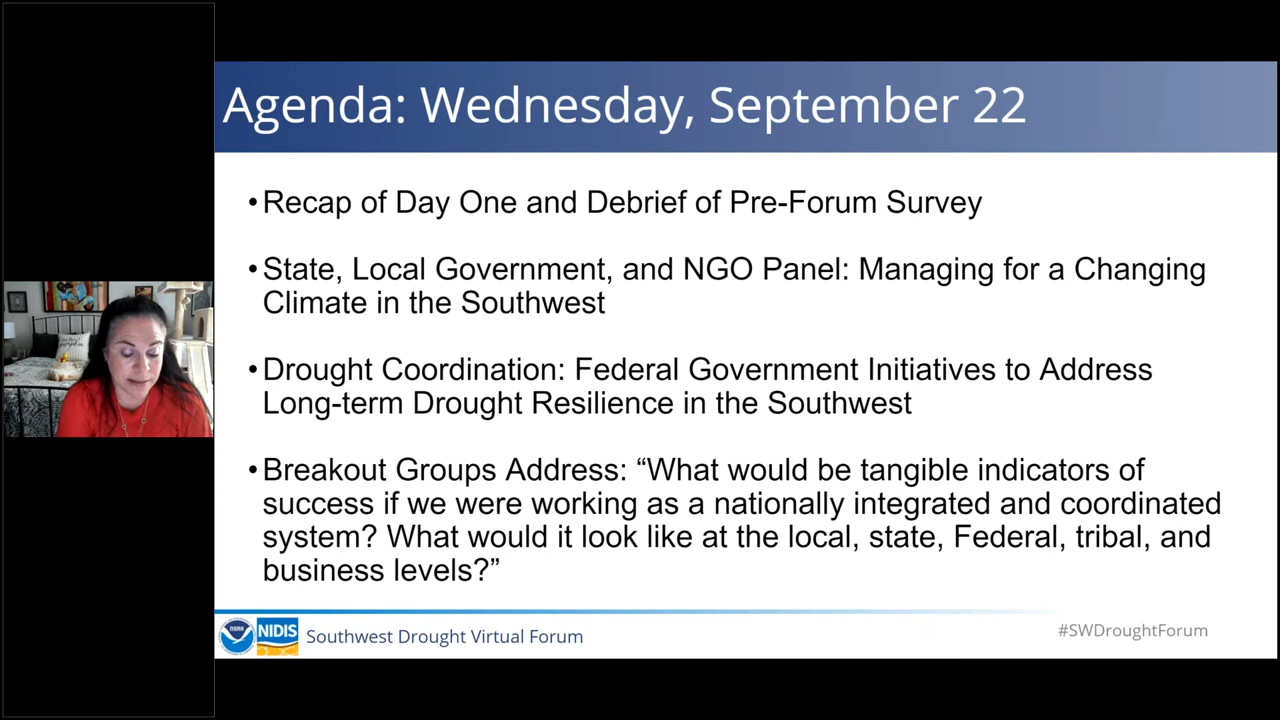 Agenda: Wednesday, September 22
•Recap of Day One and Debrief of Pre-Forum Survey
•State, Local Government, and NGO Panel: Managing for a Changing
Climate in the Southwest
•Drought Coordination: Federal Government Initiatives to Address
Long-term Drought Resilience in the Southwest
•Breakout Groups Address: “What would be tangible indicators of
success if we were working as a nationally integrated and coordinated
system? What would it look like at the local, state, Federal, tribal, and
business levels?”
NOAA
NIDIS
Southwest Drought Virtual Forum
#SWDroughtForum